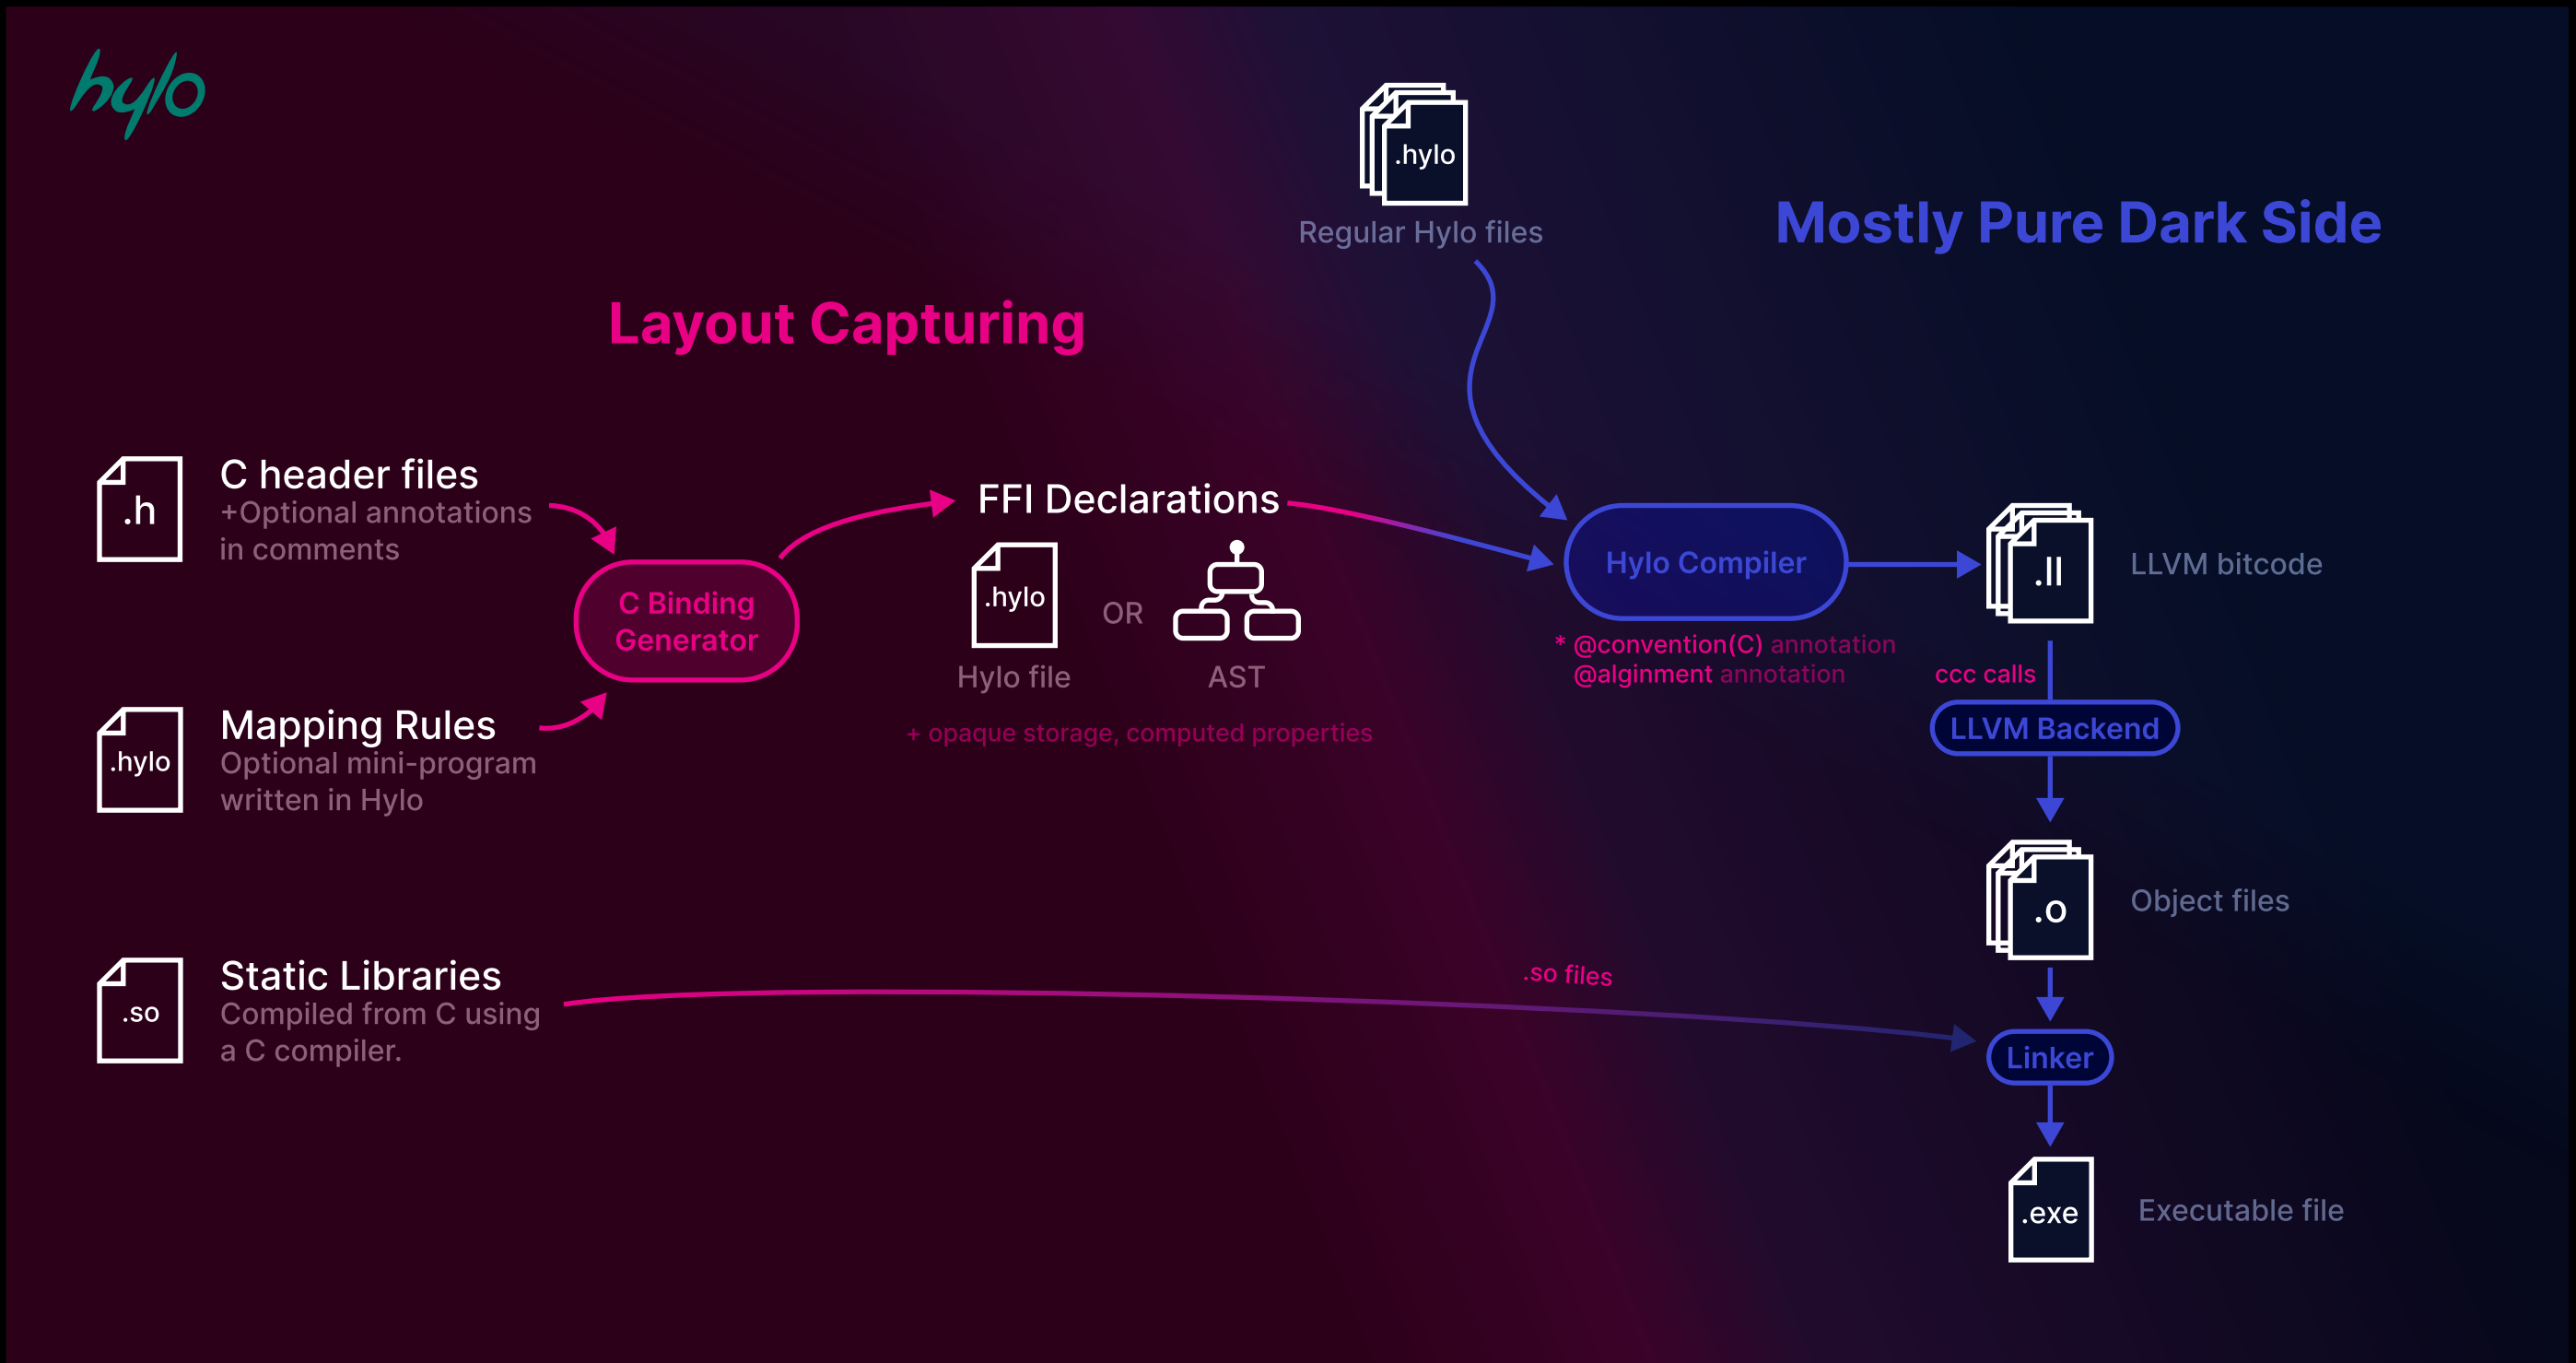 hylo
.hylo
Regular Hylo files
Mostly Pure Dark Side
Layout Capturing
.h
C header files
+Optional annotations
in comments
C Binding
Generator
.hylo
Mapping Rules
Optional mini-program
written in Hylo
FFI Declarations
.hylo
OR
Hylo file
AST
+ opaque storage, computed properties
Hylo Compiler
* @convention(C) annotation
@alginment annotation
.ll
LLVM bitcode
ccc calls
LLVM Backend
.o
Object files
.so
Static Libraries
Compiled from C using
a C compiler.
.so files
Linker
.exe
Executable file